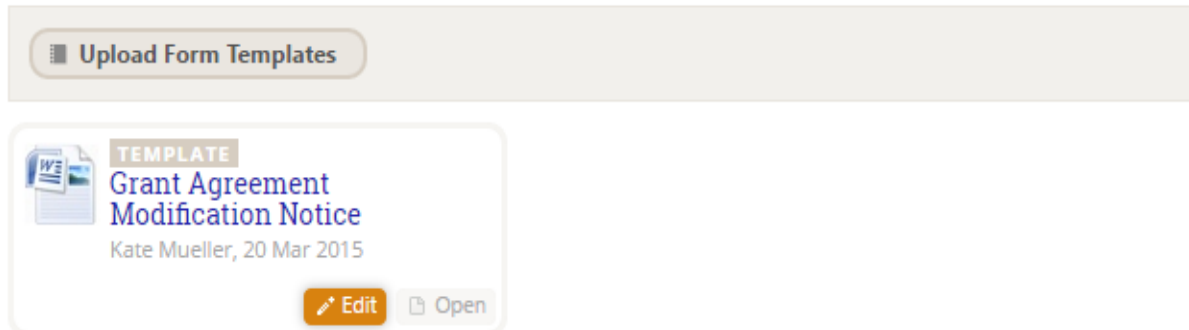 Upload Form Templates
TEMPLATE
Grant Agreement
Modification Notice
Kate Mueller, 20 Mar 2015
Edit Open